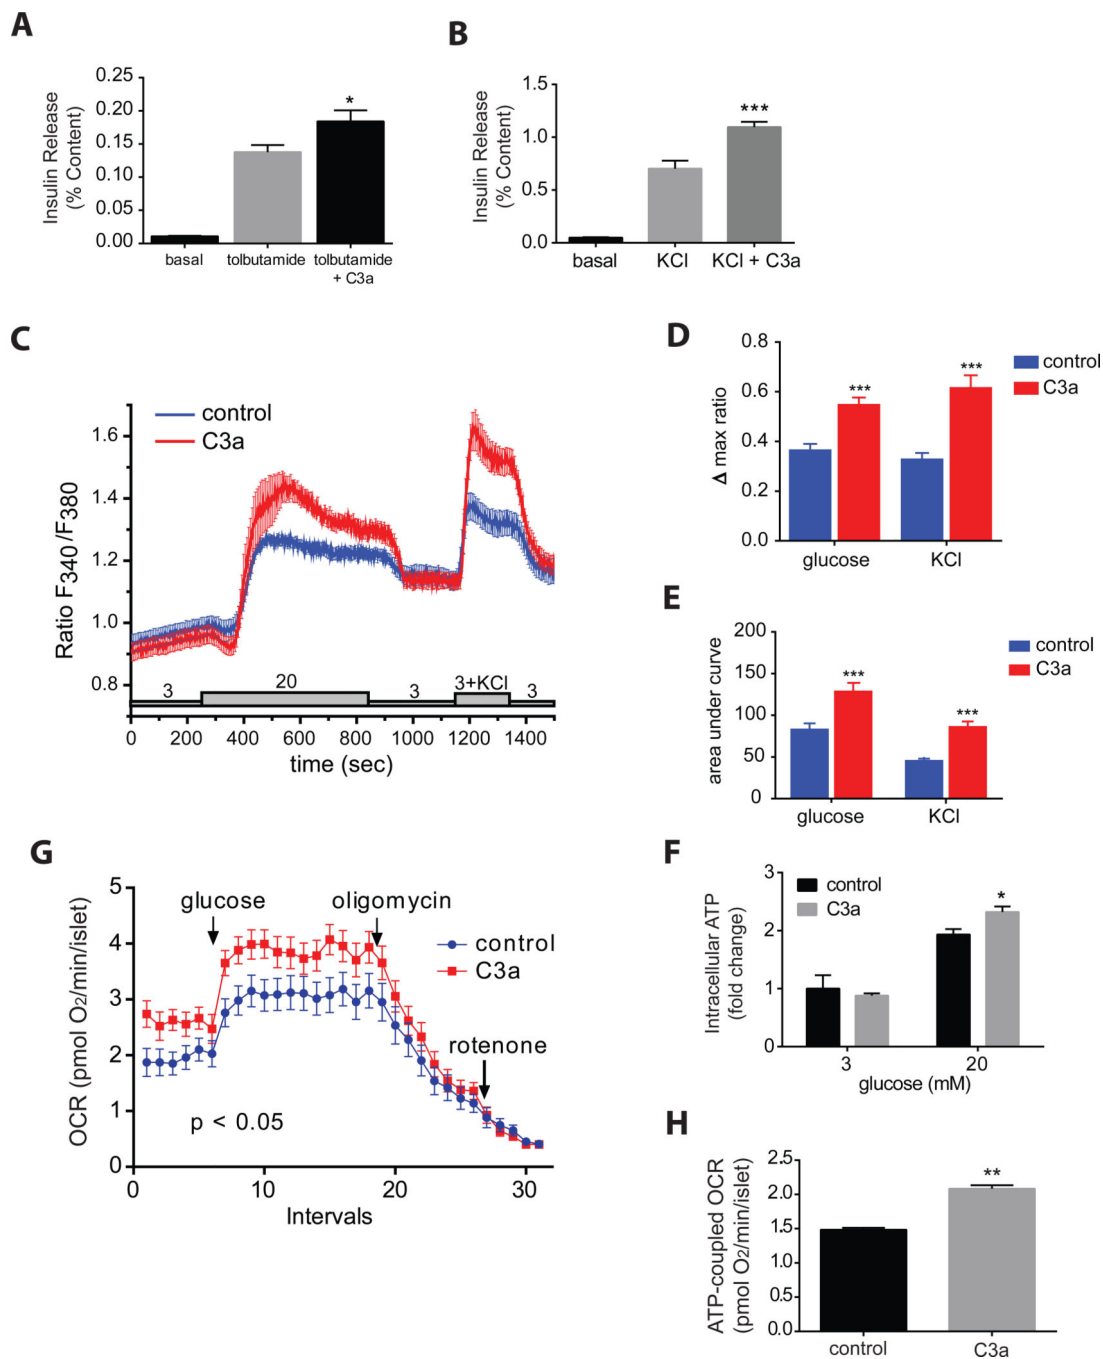 A
Insulin Release
(% Content)
0.25
0.20
0.15
0.10
0.05
0.00
*
basal
tolbutamide
tolbutamide
+ C3a
B
Insulin Release
(% Content)
1.5
1.0
0.5
0.0
***
basal
KCl
KCl + C3a
C
control
C3a
Ratio F340/F380
1.6
1.4
1.2
1.0
0.8
3
20
3
3+KCl
3
0 200 400 600 800 1000 1200 1400
time (sec)
D
Δ max ratio
0.8
0.6
0.4
0.2
0.0
***
***
control
C3a
glucose
KCl
E
area under curve
200
150
100
50
0
***
***
control
C3a
glucose
KCl
G
OCR (pmol O2/min/islet)
5
4
3
2
1
0
glucose
oligomycin
control
C3a
rotenone
p < 0.05
0 10 20 30
Intervals
F
Intracellular ATP
(fold change)
3
2
1
0
control
C3a
*
3 20
glucose (mM)
H
ATP-coupled OCR
(pmol O2/min/islet)
2.5
2.0
1.5
1.0
0.5
0.0
**
control
C3a